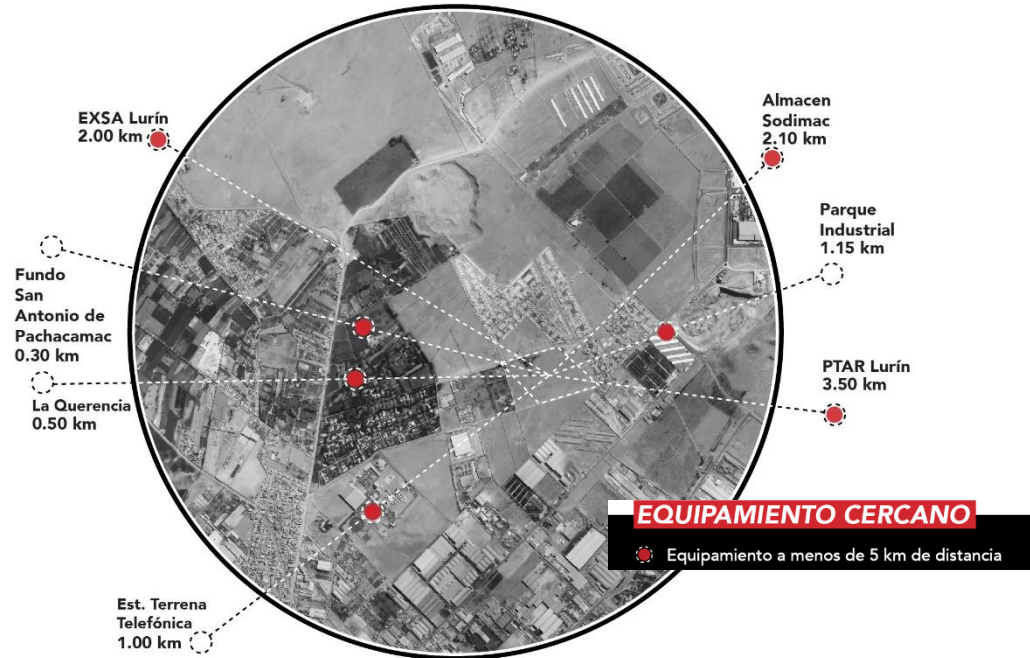 EXSA Lurín
2.00 km
Almacen
Sodimac
2.10 km
Parque
Industrial
1.15 km
Fundo
San
Antonio de
Pachacamac
0.30 km
La Querencia
0.50 km
PTAR Lurín
3.50 km
EQUIPAMIENTO CERCANO
Equipamiento a menos de 5 km de distancia
Est. Terrena
Telefónica
1.00 km